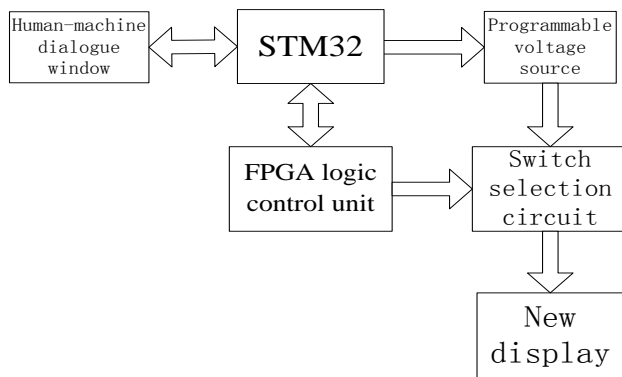 Human-machine
dialogue
window
STM32
Programmable
voltage
source
FPGA logic
control unit
Switch
selection
circuit
New
display